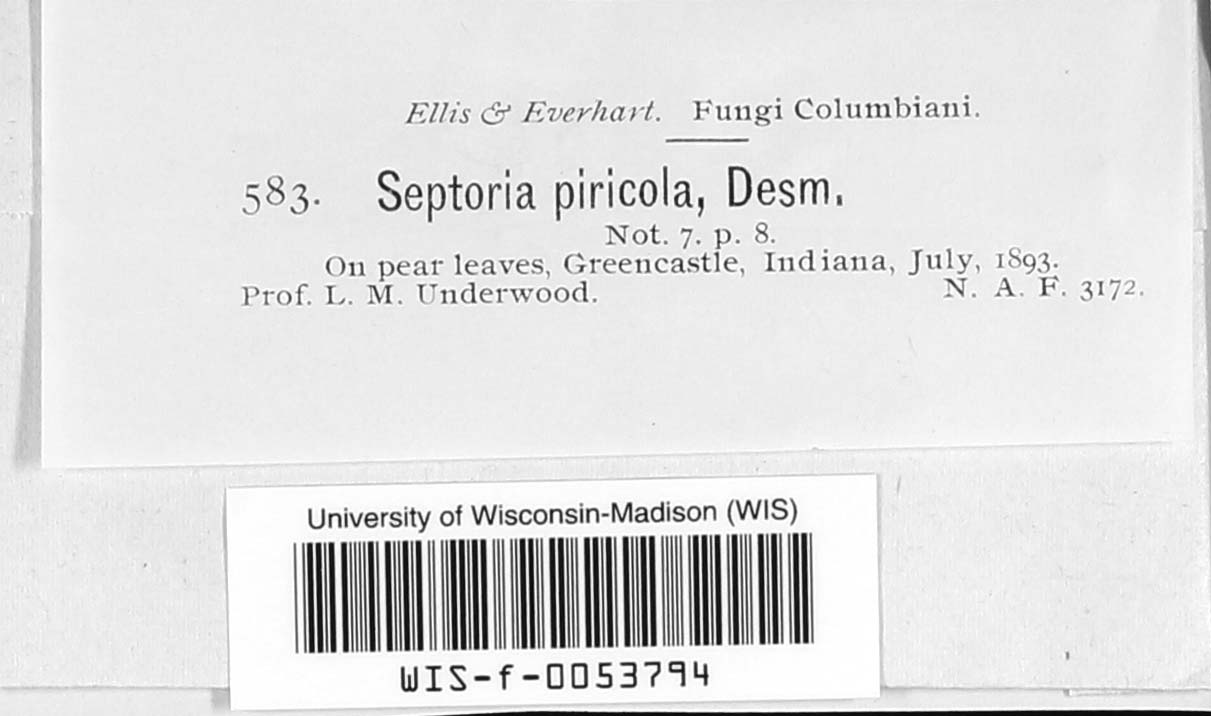 Ellis & Everhart. Fungi Columbiani.
583. Septoria piricola, Desm.
Not. 7. p. 8.
On pear leaves, Greencastle, Indiana, July, 1893.
Prof. L. M. Underwood. N. A. F. 3172.
University of Wisconsin-Madison (WIS)
WIS-f-0053794